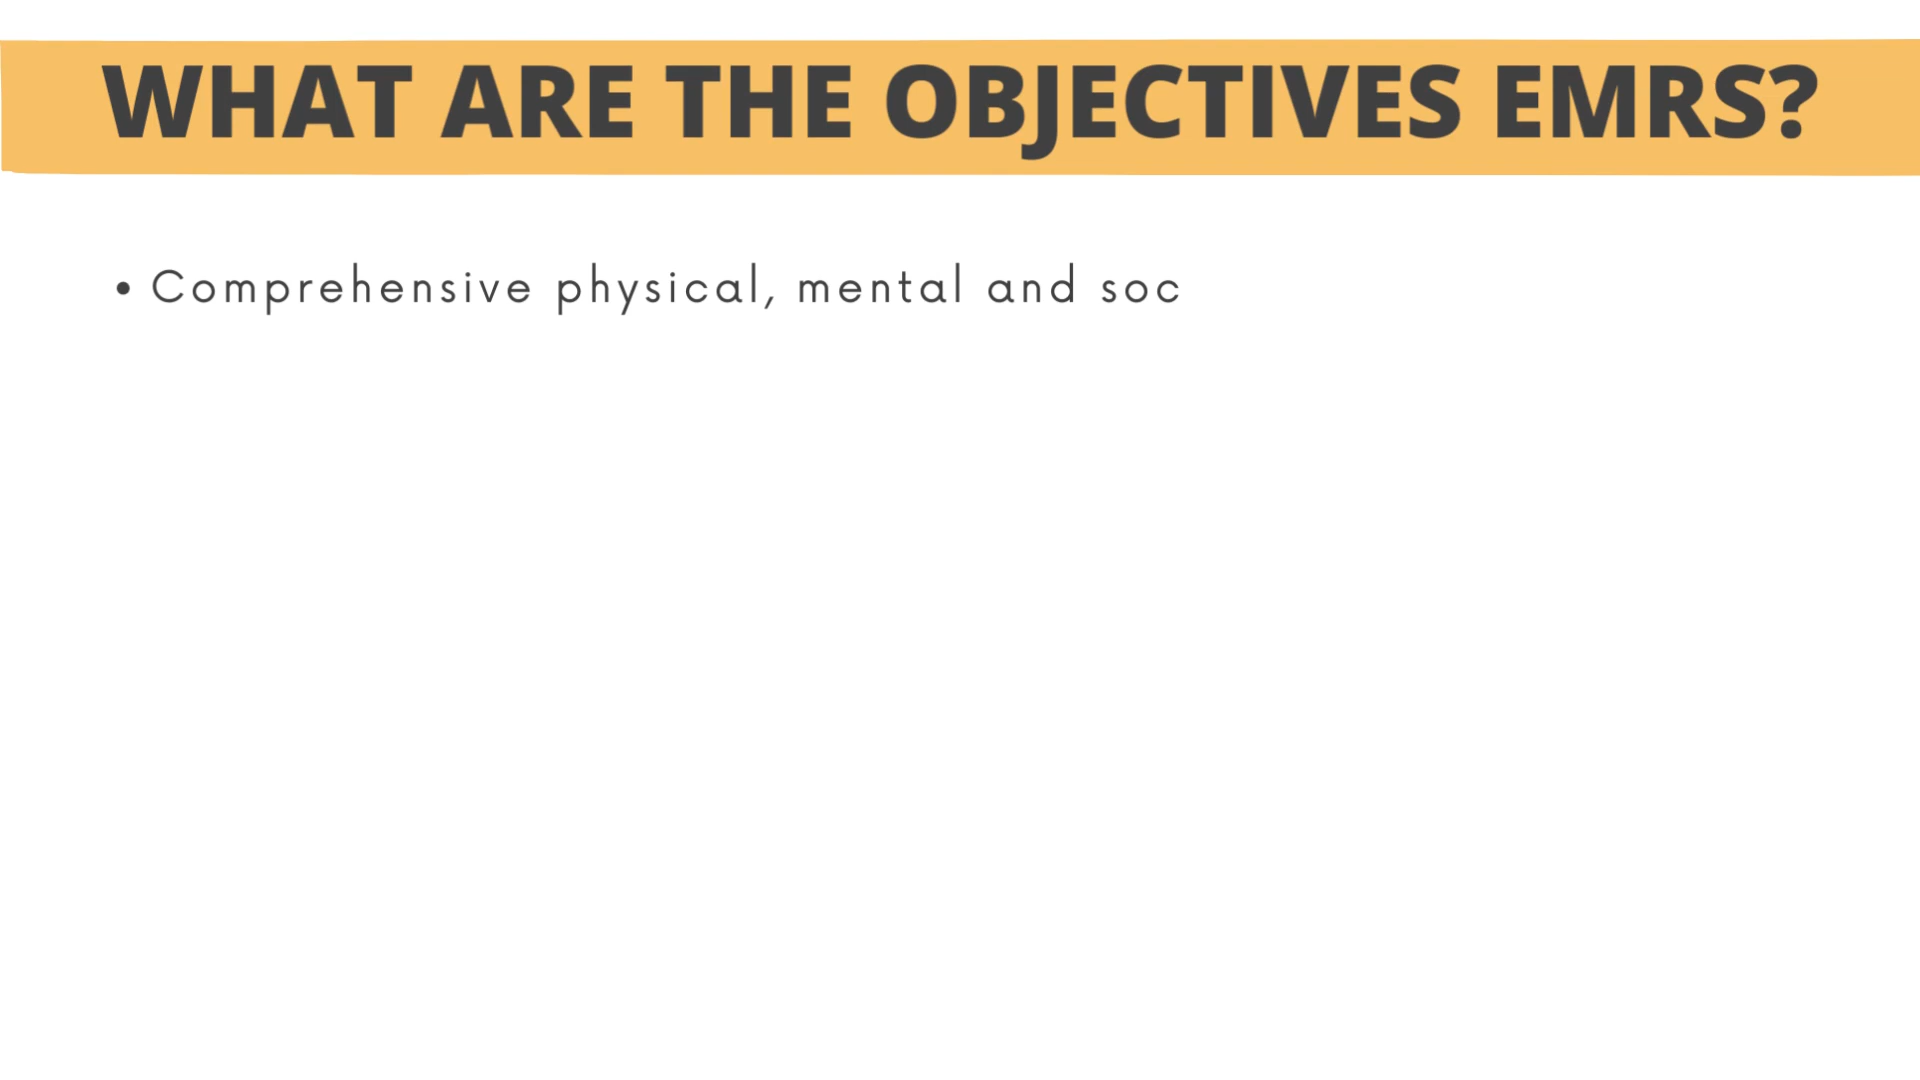 WHAT ARE THE OBJECTIVES EMRS?
• Comprehensive physical, mental and soc